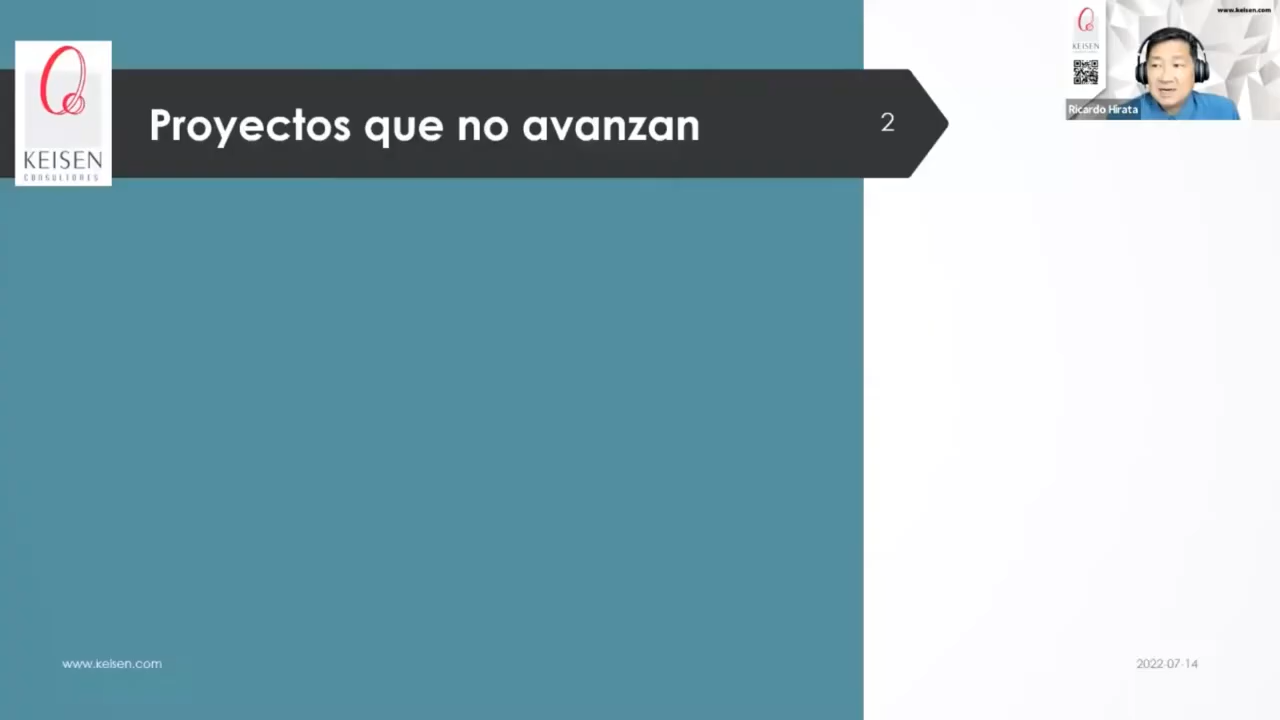 KEISEN
CONSULTORES
Proyectos que no avanzan
2
www.keisen.com
KEISEN
Ricardo Hirata
www.keisen.com
2022-07-14